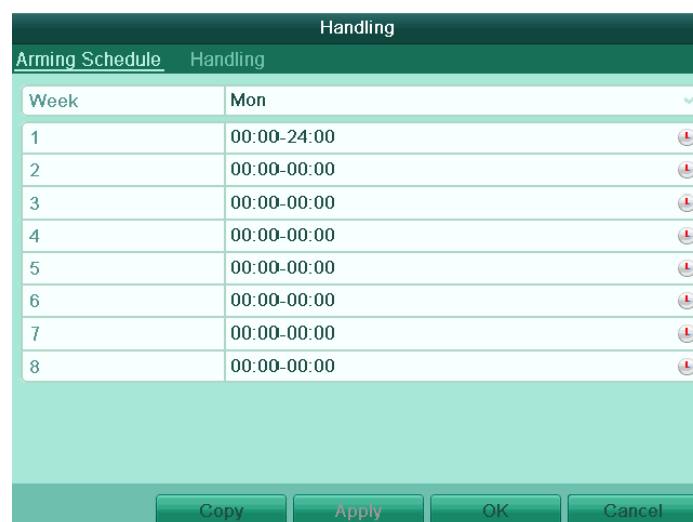 Handling
Arming Schedule Handling
Week Mon
1 00:00-24:00
2 00:00-00:00
3 00:00-00:00
4 00:00-00:00
5 00:00-00:00
6 00:00-00:00
7 00:00-00:00
8 00:00-00:00
Copy Apply OK Cancel